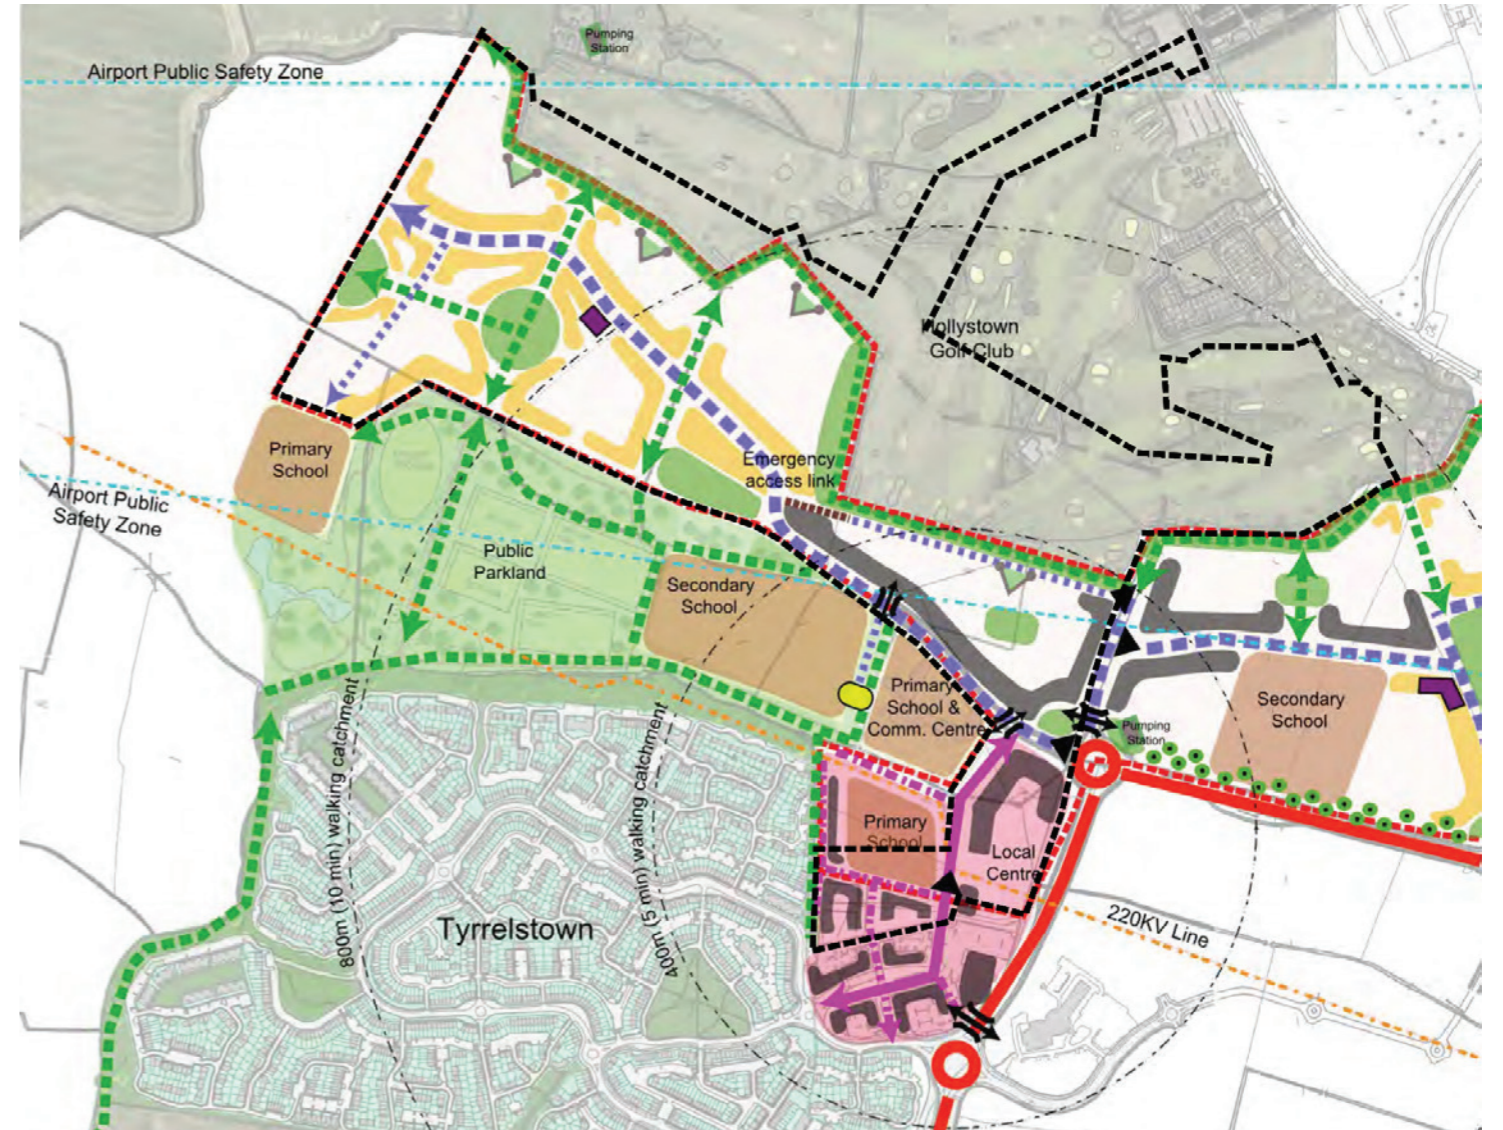 Pumping
Station
Airport Public Safety Zone
Hollystown
Golf Club
Primary
School
Emergency
access link
Airport Public
Safety Zone
Public
Parkland
Secondary
School
Primary
School &
Comm. Centre
Secondary
School
Pumping
Station
Primary
School
Local
Centre
800m (10 min) walking catchment
400m (5 min) walking catchment
Tyrrelstown
220KV Line